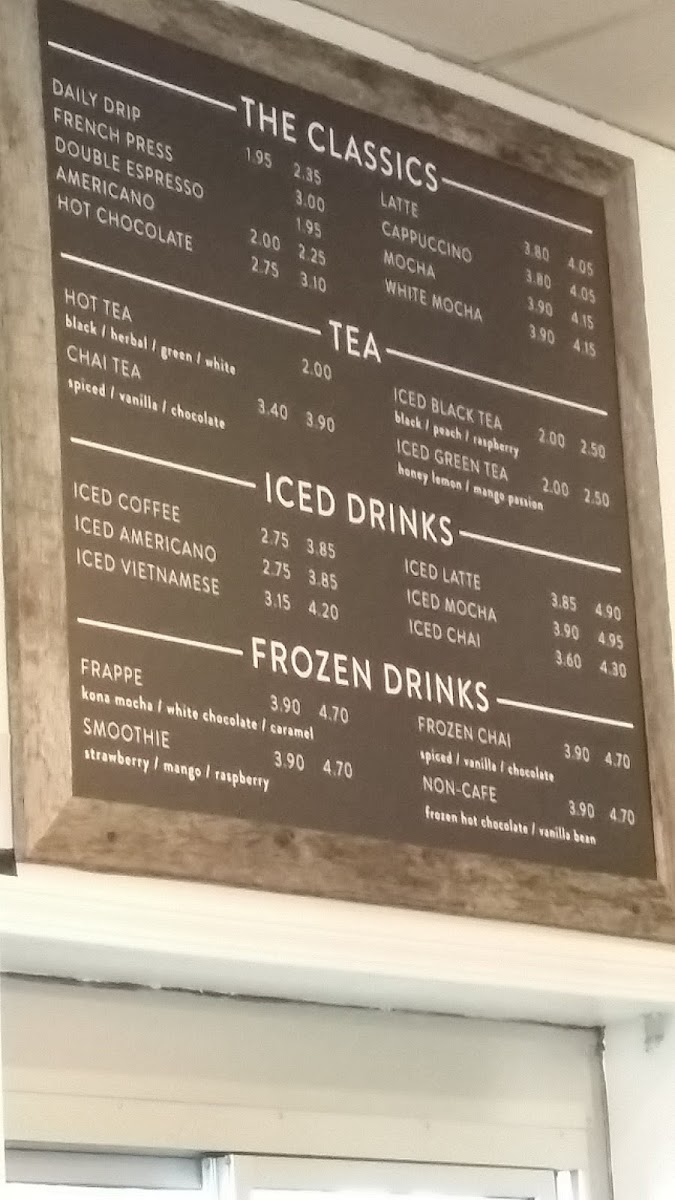 THE CLASSICS
DAILY DRIP 1.95 2.35
FRENCH PRESS 3.00
DOUBLE ESPRESSO 1.95
AMERICANO 2.00 2.25
HOT CHOCOLATE 2.75 3.10
LATTE 3.80 4.05
CAPPUCCINO 3.80 4.05
MOCHA 3.90 4.15
WHITE MOCHA 3.90 4.15
TEA
HOT TEA 2.00
black / herbal / green / white
CHAI TEA 3.40 3.90
spiced / vanilla / chocolate
ICED BLACK TEA 2.00 2.50
black / peach / raspberry
ICED GREEN TEA 2.00 2.50
honey lemon / mango passion
ICED DRINKS
ICED COFFEE 2.75 3.85
ICED AMERICANO 2.75 3.85
ICED VIETNAMESE 3.15 4.20
ICED LATTE 3.85 4.90
ICED MOCHA 3.90 4.95
ICED CHAI 3.60 4.30
FROZEN DRINKS
FRAPPE 3.90 4.70
kona mocha / white chocolate / caramel
SMOOTHIE 3.90 4.70
strawberry / mango / raspberry
FROZEN CHAI 3.90 4.70
spiced / vanilla / chocolate
NON-CAFE 3.90 4.70
frozen hot chocolate / vanilla bean